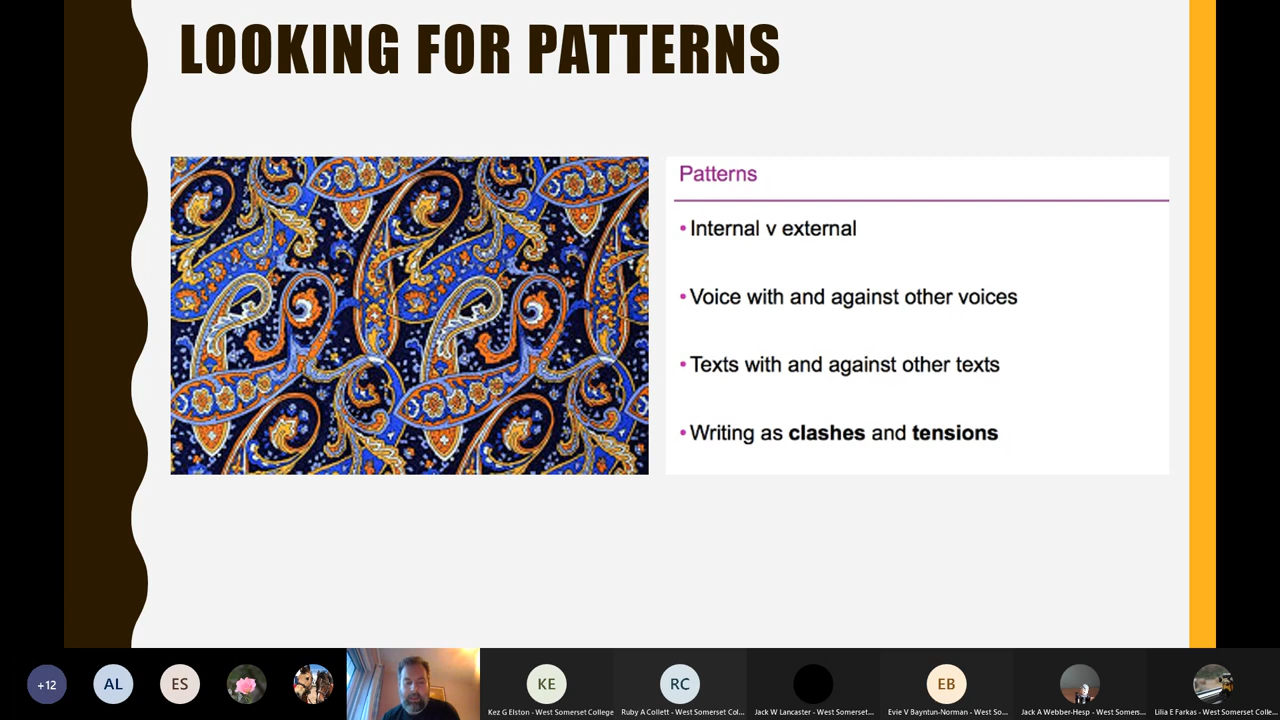 LOOKING FOR PATTERNS
Patterns
• Internal v external
• Voice with and against other voices
• Texts with and against other texts
• Writing as clashes and tensions
+12
AL
ES
KE
RC
EB
Kez G Elston - West Somerset College
Ruby A Collett - West Somerset Col...
Jack W Lancaster - West Somerset...
Evie V Bayntun-Norman - West So...
Jack A Webber-Hesp - West Somers...
Lilia E Farkas - West Somerset Colle...